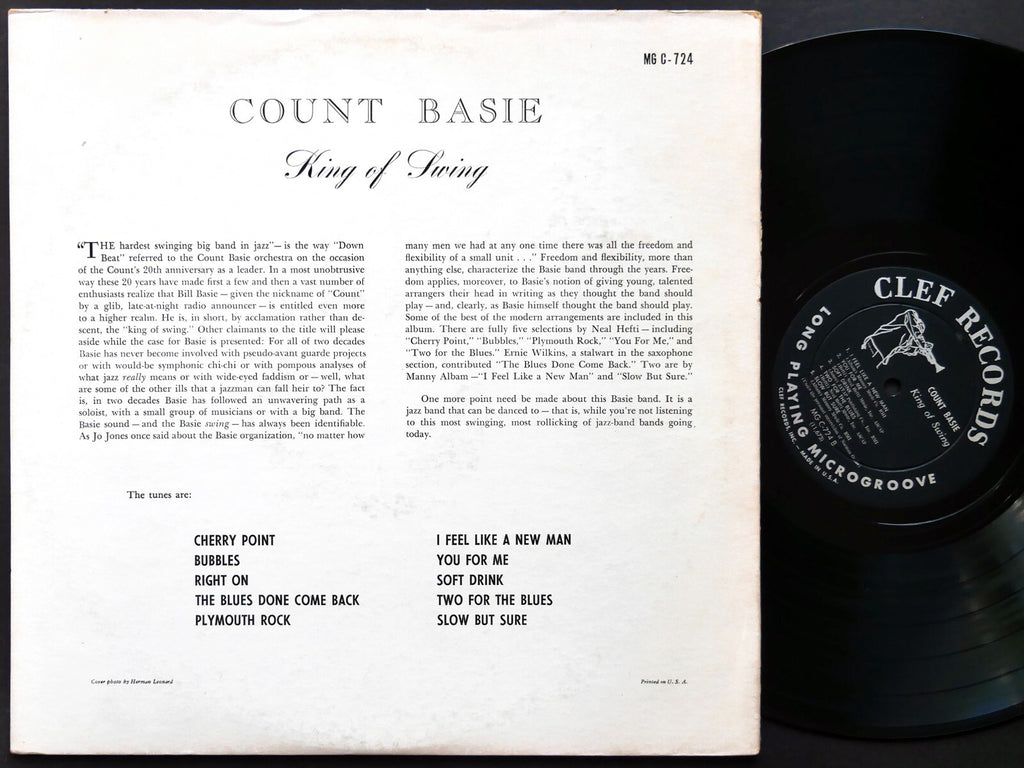 MG C-724
COUNT BASIE
King of Swing
“THE hardest swinging big band in jazz”—is the way “Down
Beat” referred to the Count Basie orchestra on the occasion
of the Count's 20th anniversary as a leader. In a most unobtrusive
way these 20 years have made first a few and then a vast number of
enthusiasts realize that Bill Basie—given the nickname of “Count”
by a glib, late-at-night radio announcer—is entitled even more
to a higher realm. He is, in short, by acclamation rather than de-
scent, the “king of swing.” Other claimants to the title will please
aside while the case for Basie is presented: For all of two decades
Basie has never become involved with pseudo-avant guarde projects
or with would-be symphonic chi-chi or with pompous analyses of
what jazz really means or with wide-eyed faddism or—well, what
are some of the other ills that a jazzman can fall heir to? The fact
is, in two decades Basie has followed an unwavering path as a
soloist, with a small group of musicians or with a big band. The
Basie sound—and the Basie swing—has always been identifiable.
As Jo Jones once said about the Basie organization, “no matter how
many men we had at any one time there was all the freedom and
flexibility of a small unit . . .” Freedom and flexibility, more than
anything else, characterize the Basie band through the years. Free-
dom applies, moreover, to Basie's notion of giving young, talented
arrangers their head in writing as they thought the band should
play—and, clearly, as Basie himself thought the band should play.
Some of the best of the modern arrangements are included in this
album. There are fully five selections by Neal Hefti—including
“Cherry Point,” “Bubbles,” “Plymouth Rock,” “You For Me,” and
“Two for the Blues.” Ernie Wilkins, a stalwart in the saxophone
section, contributed “The Blues Done Come Back.” Two are by
Manny Albam—“I Feel Like a New Man” and “Slow But Sure.”
One more point need be made about this Basie band. It is a
jazz band that can be danced to—that is, while you're not listening
to this most swinging, most rollicking of jazz-band bands going
today.
The tunes are:
CHERRY POINT
BUBBLES
RIGHT ON
THE BLUES DONE COME BACK
PLYMOUTH ROCK
I FEEL LIKE A NEW MAN
YOU FOR ME
SOFT DRINK
TWO FOR THE BLUES
SLOW BUT SURE
Cover photo by Herman Leonard
Printed in U. S. A.
CLEF RECORDS
COUNT BASIE
King of Swing
MG C-724 B
LONG PLAYING MICROGROOVE
CLEF RECORDS, INC. — MADE IN U.S.A.